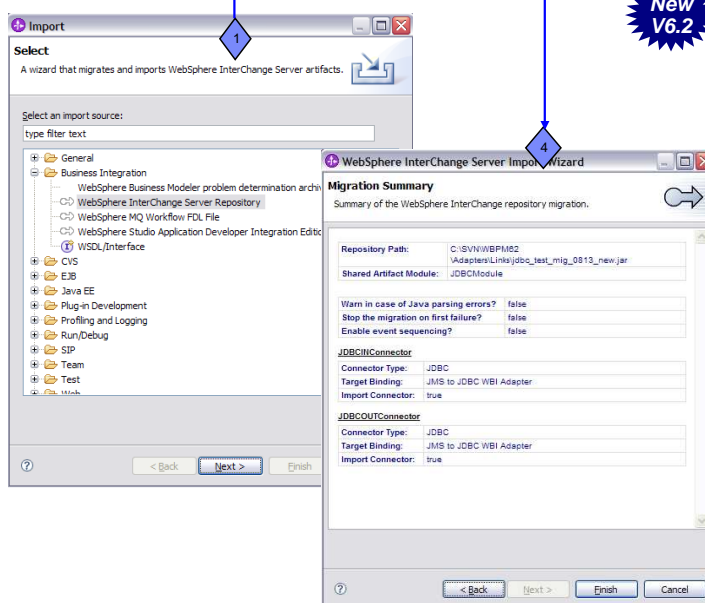 New
V6.2
Import
1
Select
A wizard that migrates and imports WebSphere InterChange Server artifacts.
Select an import source:
type filter text
General
Business Integration
WebSphere Business Modeler problem determination archiv
WebSphere InterChange Server Repository
WebSphere MQ Workflow FDL File
WebSphere Studio Application Developer Integration Editio
WSDL/Interface
CVS
EJB
Java EE
Plug-in Development
Profiling and Logging
Run/Debug
SIP
Team
Test
Web
< Back
Next >
Finish
4
WebSphere InterChange Server Import Wizard
Migration Summary
Summary of the WebSphere InterChange repository migration.
Repository Path: C:\SVN\WBPM62
\Adapters\Links\jdbc_test_mig_0813_new.jar
Shared Artifact Module: JDBCModule
Warn in case of Java parsing errors? false
Stop the migration on first failure? false
Enable event sequencing? false
JDBCINConnector
Connector Type: JDBC
Target Binding: JMS to JDBC WBI Adapter
Import Connector: true
JDBCOUTConnector
Connector Type: JDBC
Target Binding: JMS to JDBC WBI Adapter
Import Connector: true
< Back
Next >
Finish
Cancel